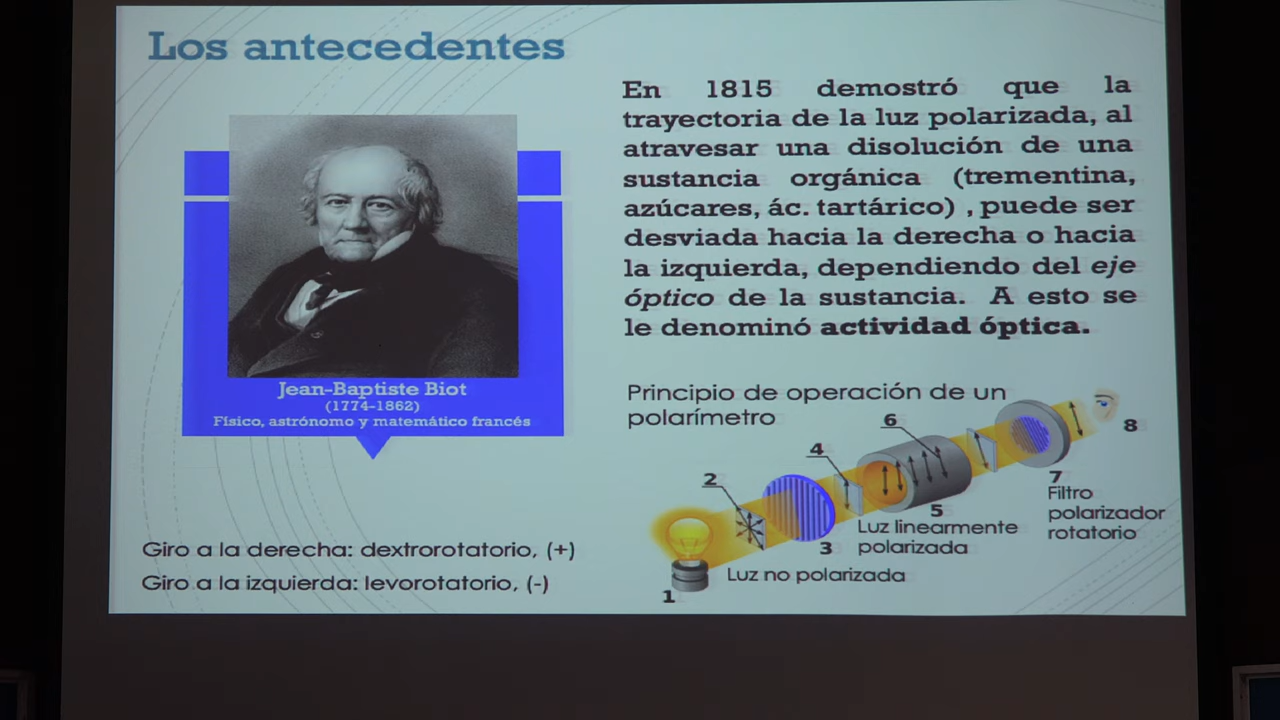 Los antecedentes
En 1815 demostró que la
trayectoria de la luz polarizada, al
atravesar una disolución de una
sustancia orgánica (trementina,
azúcares, ác. tartárico) , puede ser
desviada hacia la derecha o hacia
la izquierda, dependiendo del eje
óptico de la sustancia. A esto se
le denominó actividad óptica.
Jean-Baptiste Biot
(1774-1862)
Físico, astrónomo y matemático francés
Giro a la derecha: dextrorotatorio, (+)
Giro a la izquierda: levorotatorio, (-)
Principio de operación de un
polarímetro
1
2
Luz no polarizada
3
4
Luz linearmente
polarizada
5
6
7
Filtro
polarizador
rotatorio
8